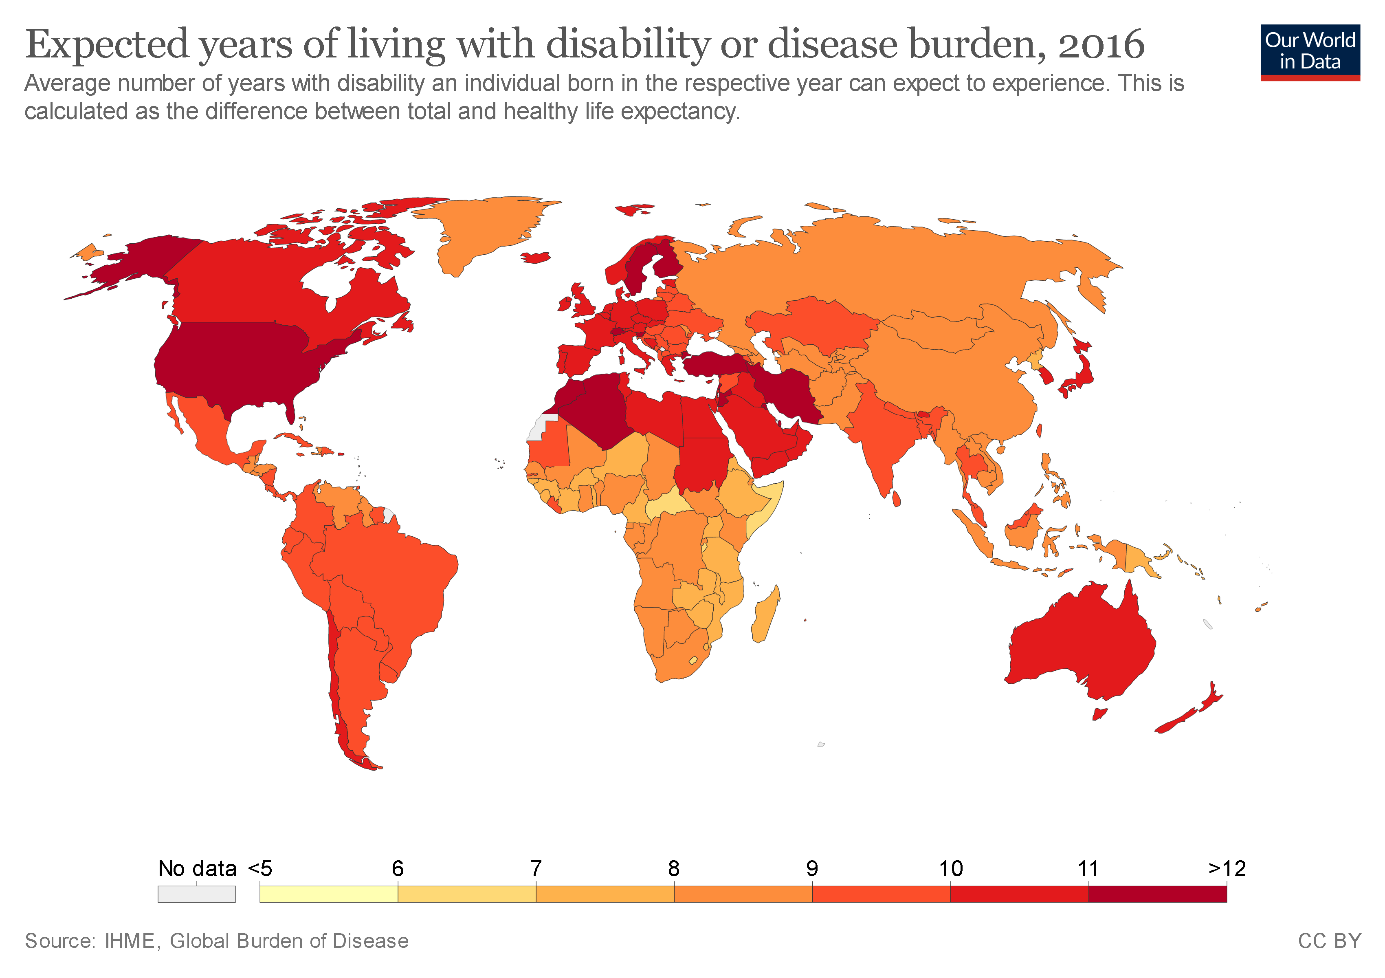 Expected years of living with disability or disease burden, 2016
Our World
in Data
Average number of years with disability an individual born in the respective year can expect to experience. This is
calculated as the difference between total and healthy life expectancy.
No data <5 6 7 8 9 10 11 >12
Source: IHME, Global Burden of Disease
CC BY